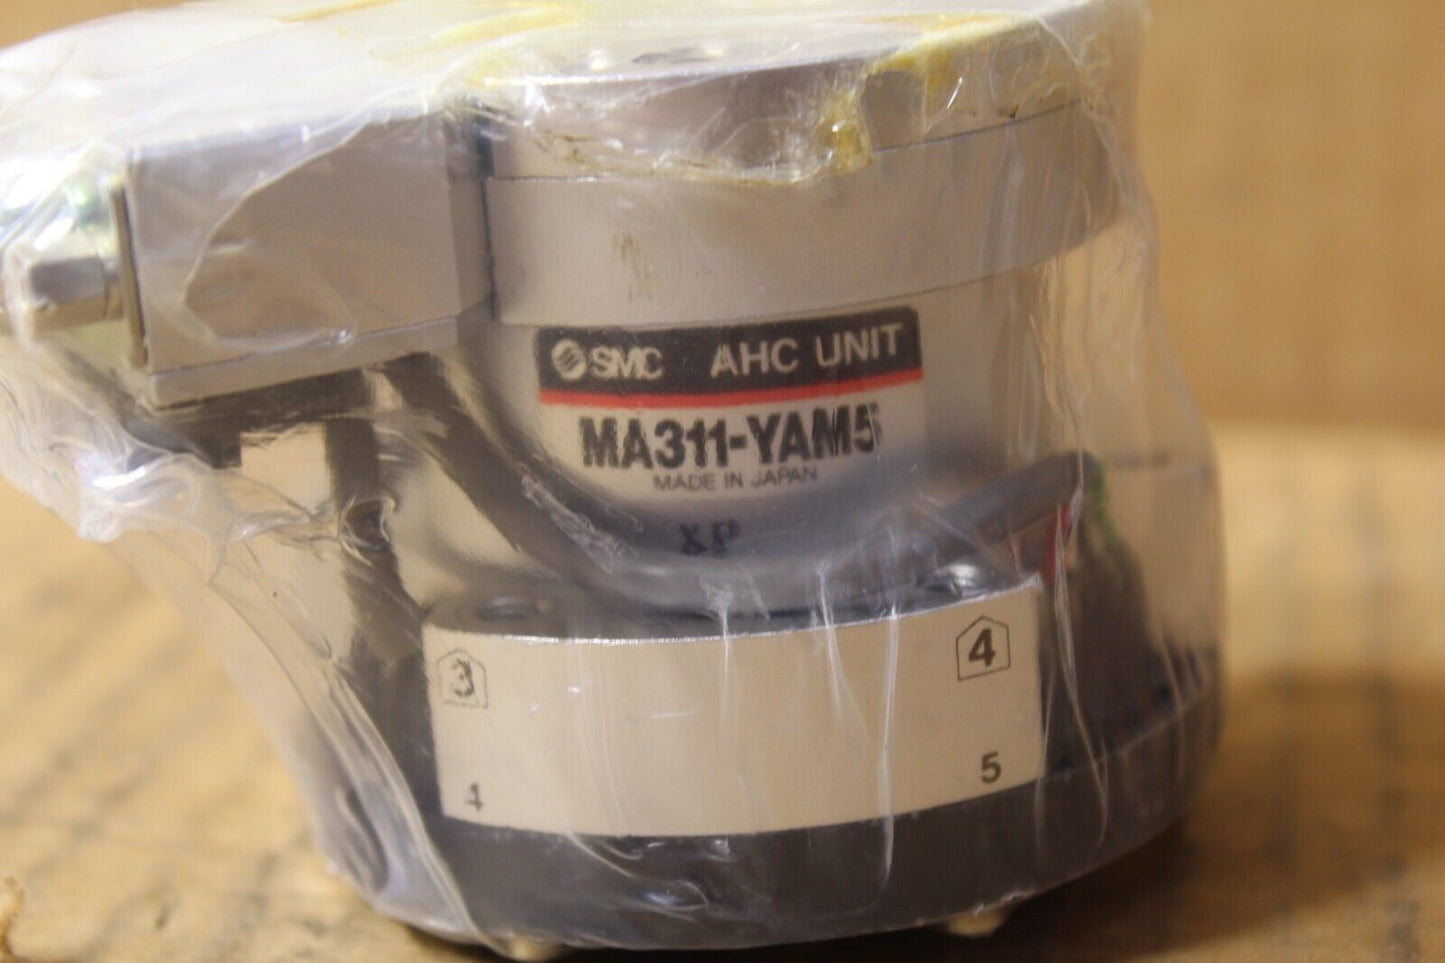 SMC AHC UNIT
MA311-YAM5
MADE IN JAPAN
3 4
4 5